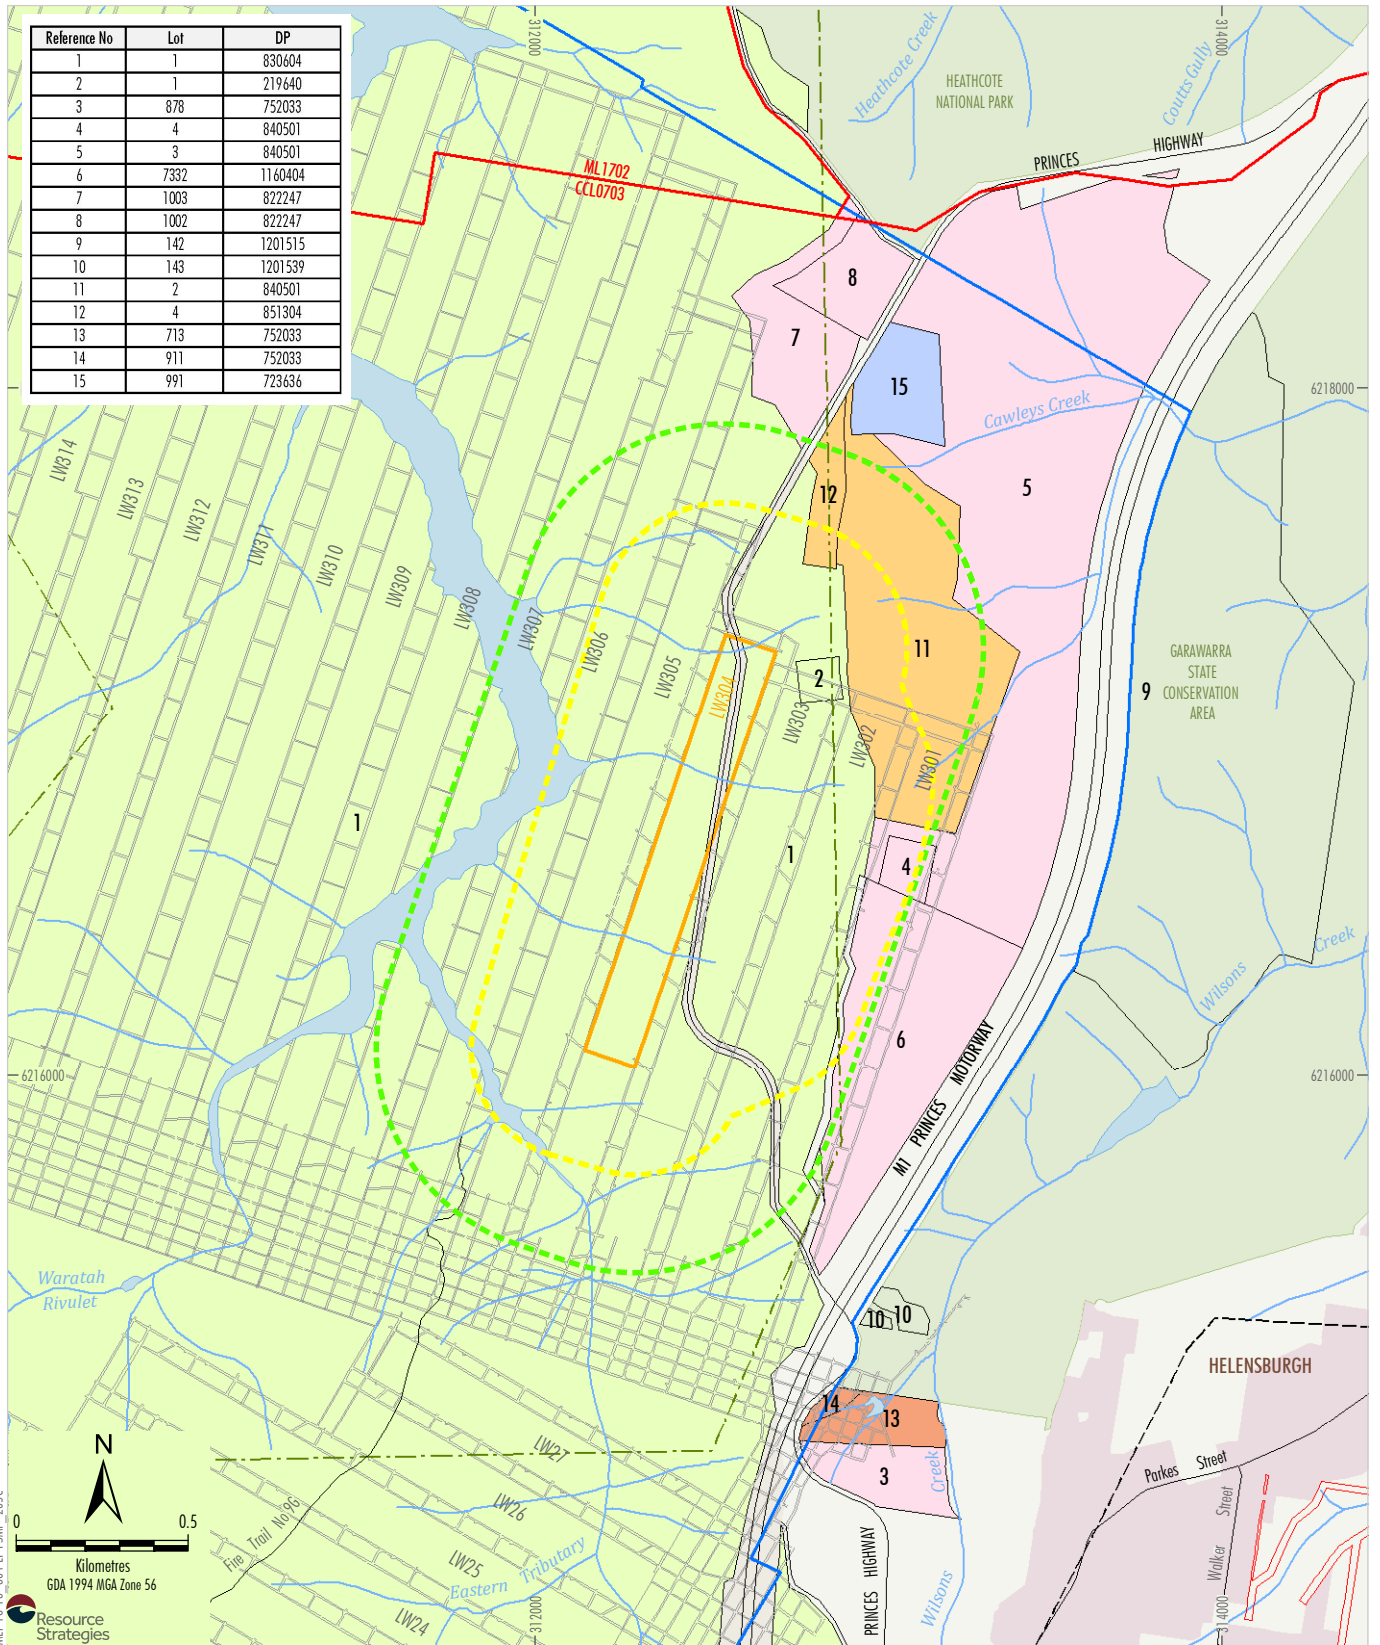 Reference No Lot DP
1 1 830604
2 1 219640
3 878 752033
4 4 840501
5 3 840501
6 7332 1160404
7 1003 822247
8 1002 822247
9 142 1201515
10 143 1201539
11 2 840501
12 4 851304
13 713 752033
14 911 752033
15 991 723636
312000
314000
Heathcote Creek
HEATHCOTE
NATIONAL PARK
Coutts Gully
PRINCES HIGHWAY
ML1702
CCL0703
8
7
15
6218000
Cawleys Creek
5
12
LW314
LW313
LW312
LW311
LW310
LW309
LW308
LW307
LW306
LW305
LW304
LW303
LW302
LW301
11
2
9
GARAWARRA
STATE
CONSERVATION
AREA
1
1
4
Wilsons Creek
6
M1 PRINCES MOTORWAY
6216000
6216000
Waratah
Rivulet
10
10
HELENSBURGH
14
13
3
Parkes Street
Walker Street
Wilsons Creek
PRINCES HIGHWAY
LW27
LW26
LW25
LW24
Eastern Tributary
Fire Trail No9G
N
0 0.5
Kilometres
GDA 1994 MGA Zone 56
Resource
Strategies
312000
314000